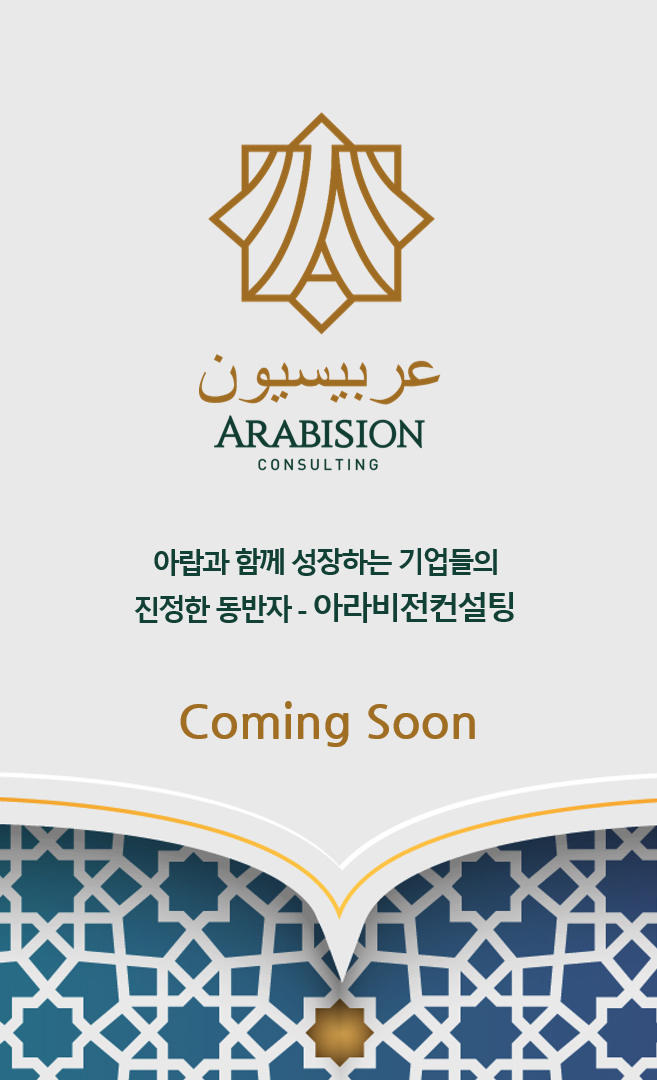 عربيسيون
ARABISION
CONSULTING
아랍과 함께 성장하는 기업들의
진정한 동반자 - 아라비전컨설팅
Coming Soon